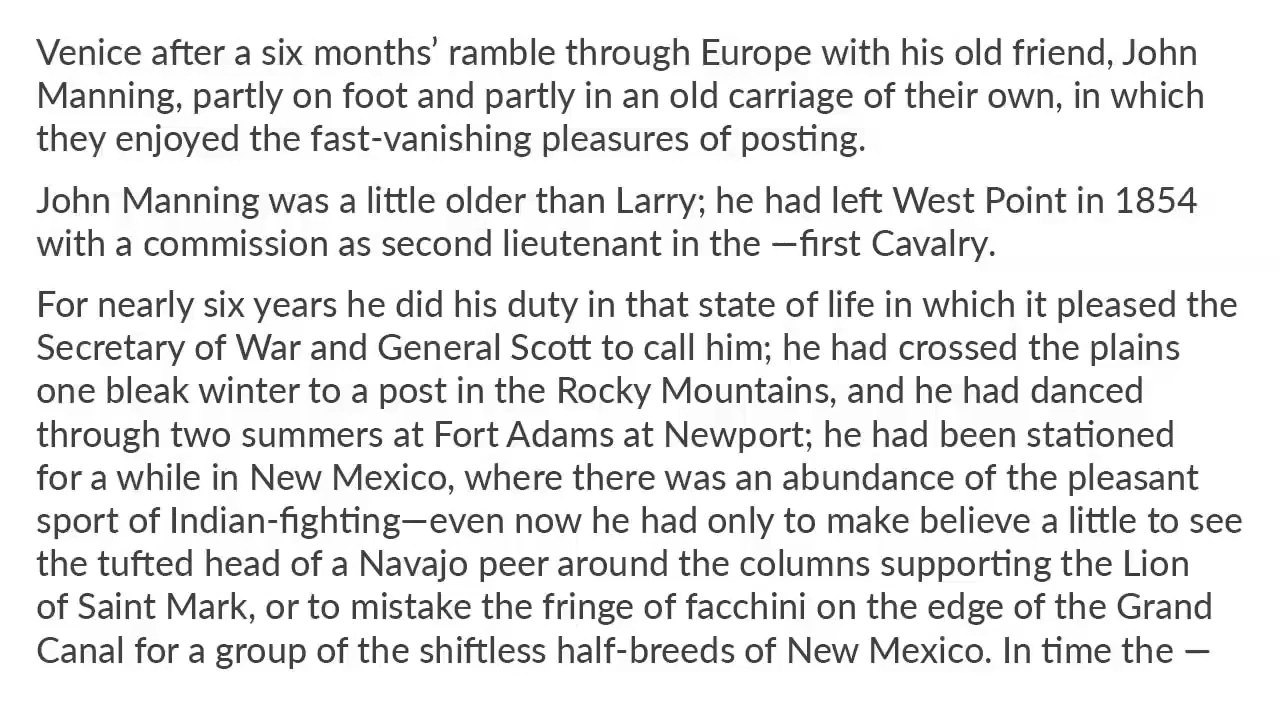 Venice after a six months’ ramble through Europe with his old friend, John
Manning, partly on foot and partly in an old carriage of their own, in which
they enjoyed the fast-vanishing pleasures of posting.
John Manning was a little older than Larry; he had left West Point in 1854
with a commission as second lieutenant in the —first Cavalry.
For nearly six years he did his duty in that state of life in which it pleased the
Secretary of War and General Scott to call him; he had crossed the plains
one bleak winter to a post in the Rocky Mountains, and he had danced
through two summers at Fort Adams at Newport; he had been stationed
for a while in New Mexico, where there was an abundance of the pleasant
sport of Indian-fighting—even now he had only to make believe a little to see
the tufted head of a Navajo peer around the columns supporting the Lion
of Saint Mark, or to mistake the fringe of facchini on the edge of the Grand
Canal for a group of the shiftless half-breeds of New Mexico. In time the —